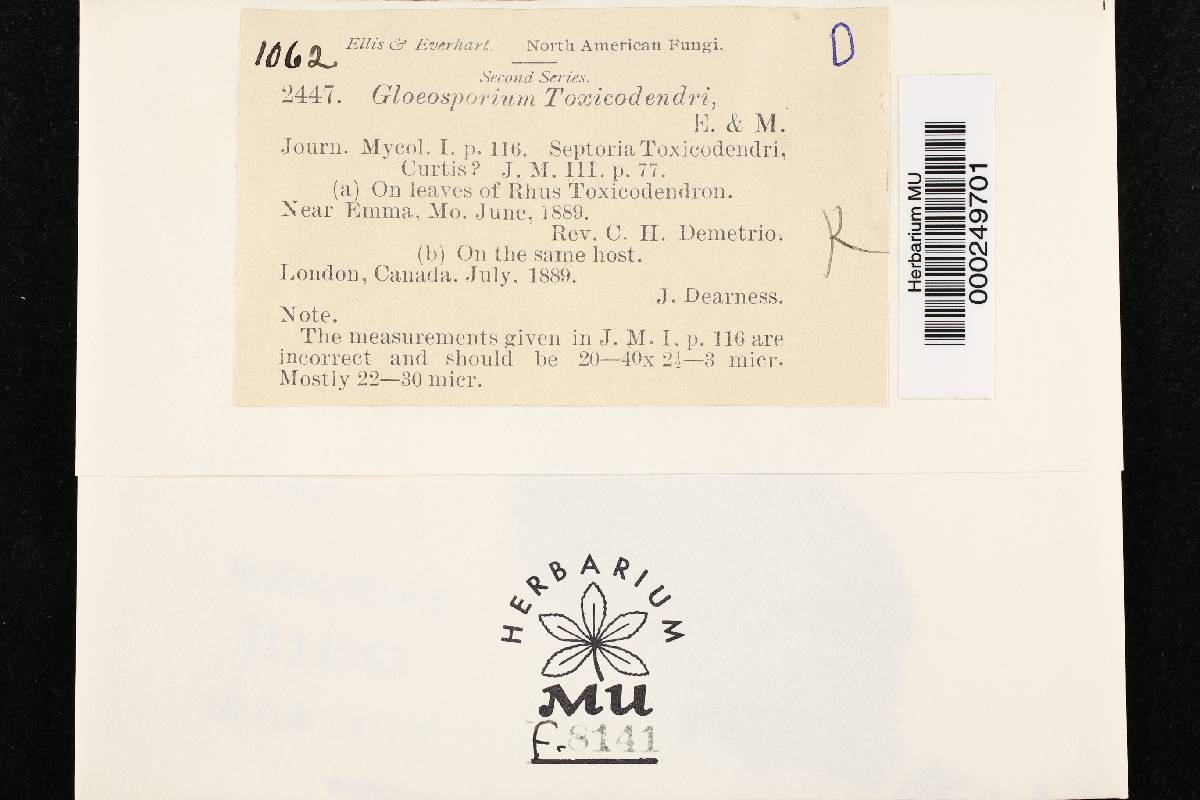 1062 Ellis & Everhart. North American Fungi. D
Second Series.
2447. Gloeosporium Toxicodendri,
E. & M.
Journ. Mycol. I. p. 116. Septoria Toxicodendri,
Curtis? J. M. III. p. 77.
(a) On leaves of Rhus Toxicodendron.
Near Emma, Mo. June, 1889.
Rev. C. H. Demetrio.
(b) On the same host.
London, Canada. July. 1889.
J. Dearness.
Note.
The measurements given in J. M. I. p. 116 are
incorrect and should be 20—40x 2½—3 micr.
Mostly 22—30 micr.
R
Herbarium MU
000249701
HERBARIUM
MU
F. 8141